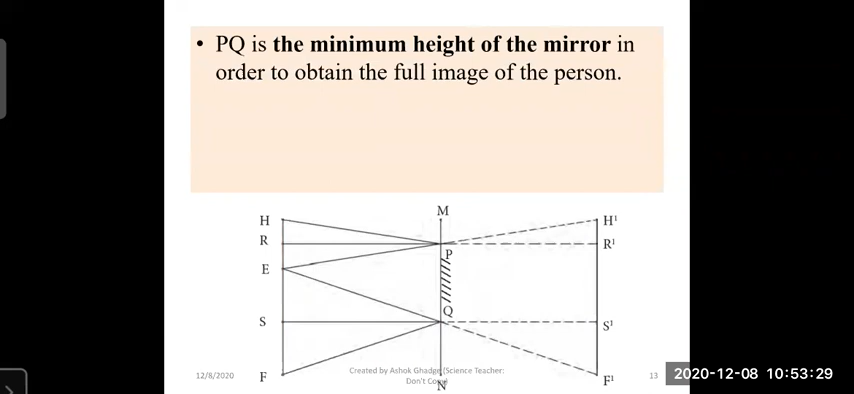 • PQ is the minimum height of the mirror in
order to obtain the full image of the person.
M
H
H¹
R
R¹
P
E
Q
S
S¹
12/8/2020
F
Created by Ashok Ghadge (Science Teacher:
Don't Copy)
N
F¹
13
2020-12-08 10:53:29